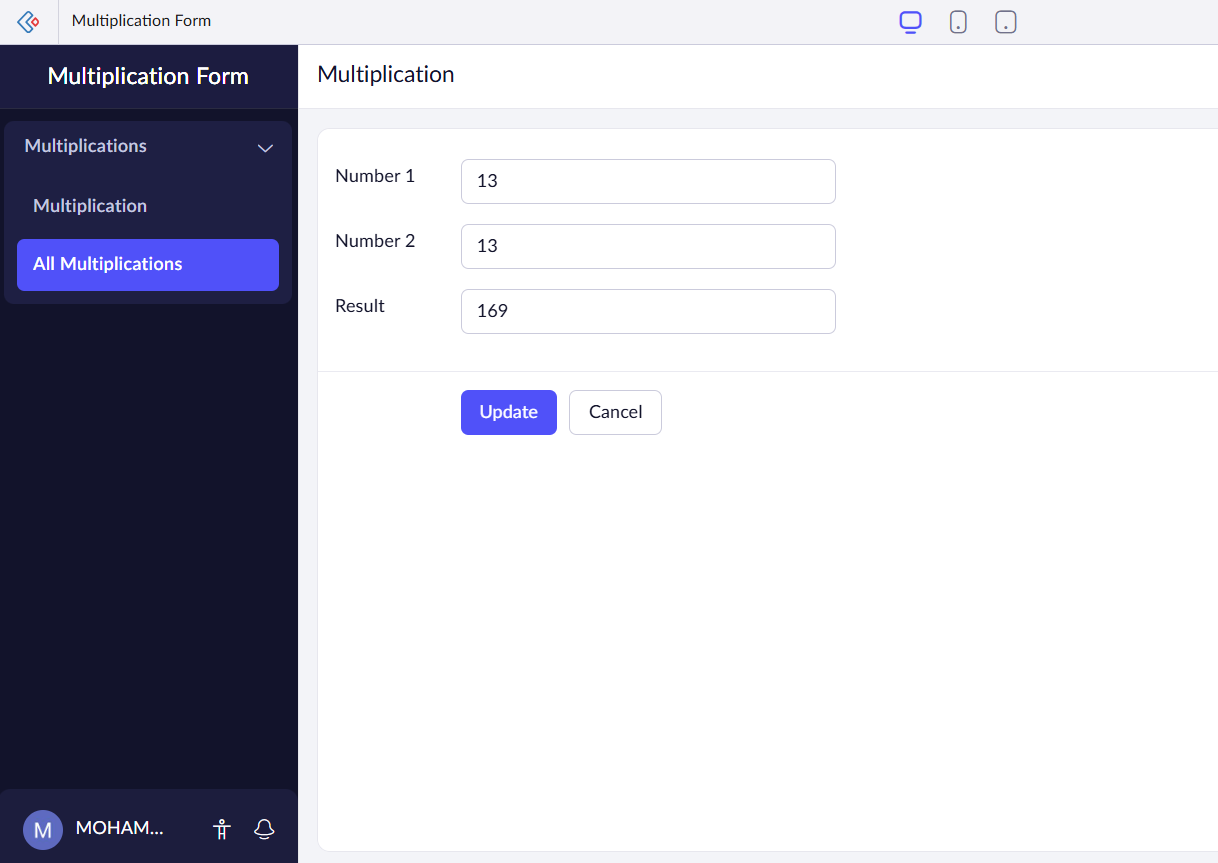 Multiplication Form
Multiplication Form
Multiplications
Multiplication
All Multiplications
M
MOHAM...
Multiplication
Number 1
13
Number 2
13
Result
169
Update
Cancel